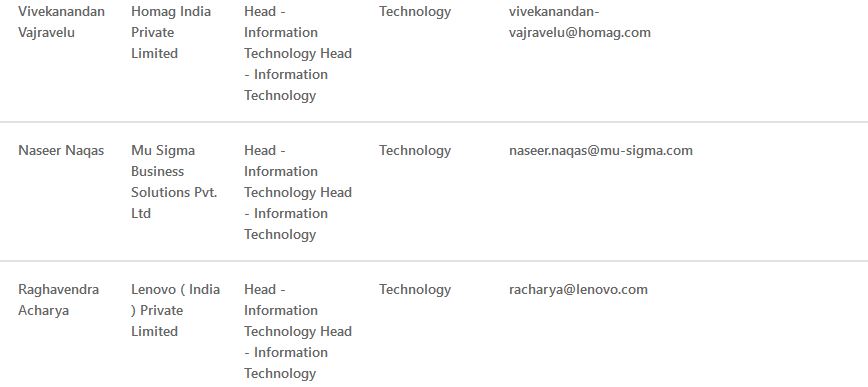 Vivekanandan Homag India Head - Technology vivekanandan-
Vajravelu Private Information vajravelu@homag.com
Limited Technology Head
- Information
Technology
Naseer Naqas Mu Sigma Head - Technology naseer.naqas@mu-sigma.com
Business Information
Solutions Pvt. Technology Head
Ltd - Information
Technology
Raghavendra Lenovo ( India Head - Technology racharya@lenovo.com
Acharya ) Private Information
Limited Technology Head
- Information
Technology